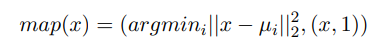 map(x) = (argmin_i||x − μ_i||_2^2, (x, 1))